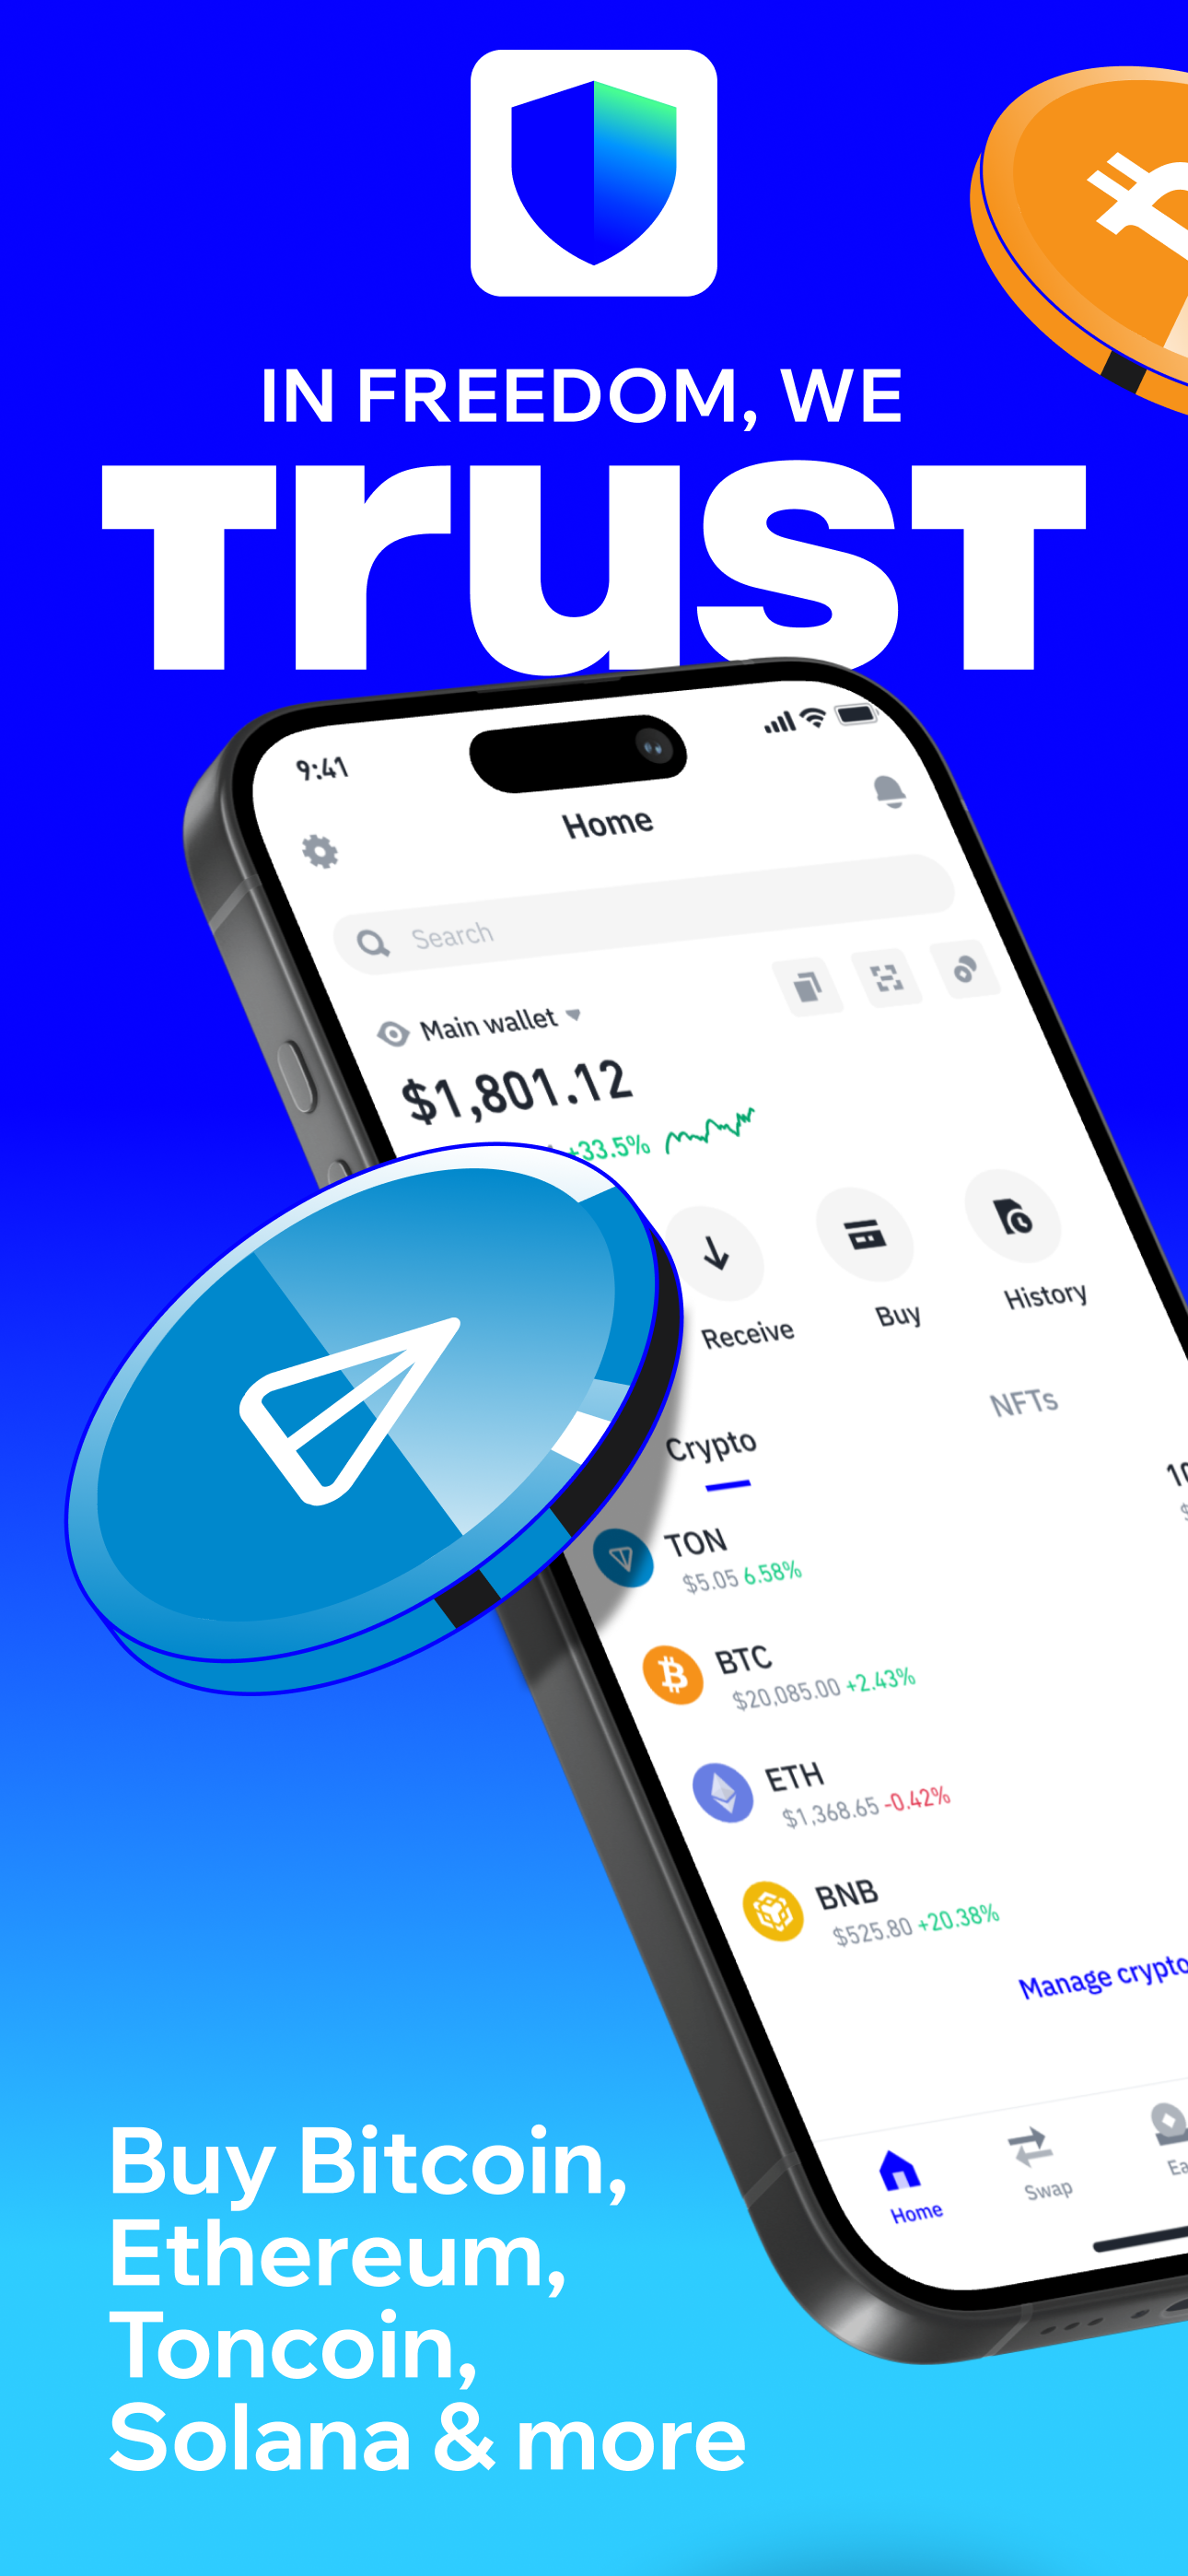 IN FREEDOM, WE
TRUST
9:41
Home
Search
Main wallet
$1,801.12
+33.5%
Receive
Buy
History
Crypto
NFTs
TON
$5.05 6.58%
BTC
$20,085.00 +2.43%
ETH
$1,368.65 -0.42%
BNB
$525.80 +20.38%
Manage crypto
Home
Swap
Buy Bitcoin,
Ethereum,
Toncoin,
Solana & more